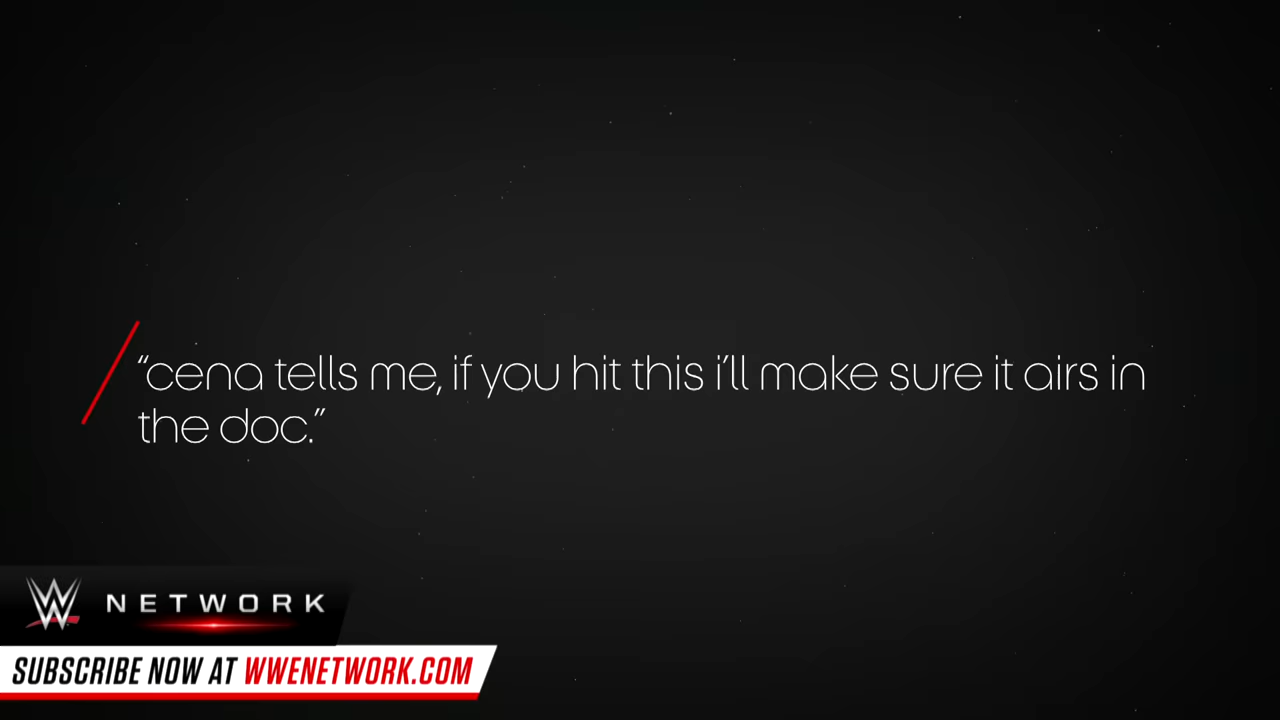 “cena tells me, if you hit this i’ll make sure it airs in
the doc.”
W NETWORK
SUBSCRIBE NOW AT WWENETWORK.COM